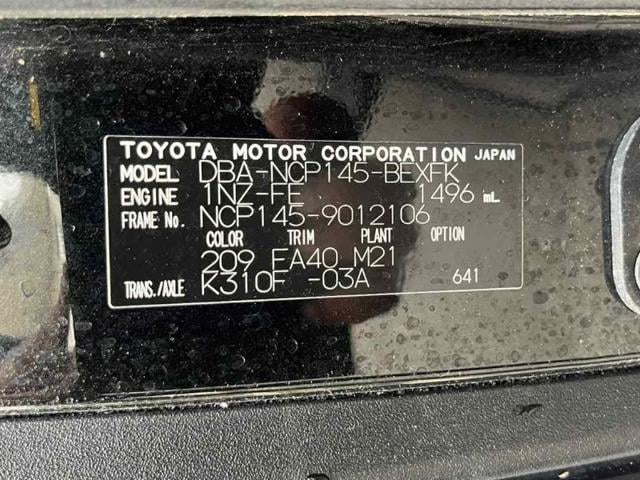 TOYOTA MOTOR CORPORATION JAPAN
MODEL DBA-NCP145-BEXFK
ENGINE 1NZ-FE 1496 mL
FRAME No. NCP145-9012106
COLOR TRIM PLANT OPTION
209 FA40 M21
TRANS./AXLE K310F -03A 641